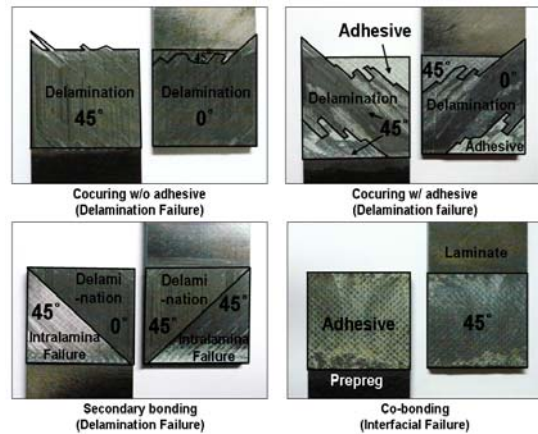 45°
Delamination
45°
Delamination
0°
Cocuring w/o adhesive
(Delamination Failure)
Adhesive
45°
0°
Delamination
45°
Delamination
Adhesive
Cocuring w/ adhesive
(Delamination failure)
Delami
-nation
45°
0°
Intralamina
Failure
Delami
-nation
45°
45°
Intralamina
Failure
Secondary bonding
(Delamination Failure)
Laminate
Adhesive
45°
Prepreg
Co-bonding
(Interfacial Failure)